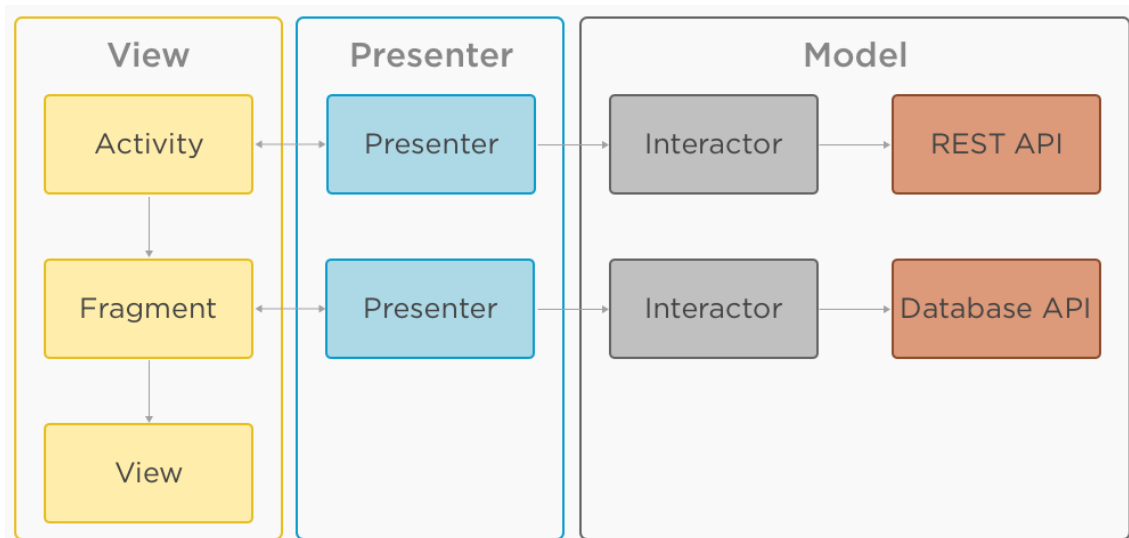 View
Presenter
Model
Activity
Presenter
Interactor
REST API
Fragment
Presenter
Interactor
Database API
View